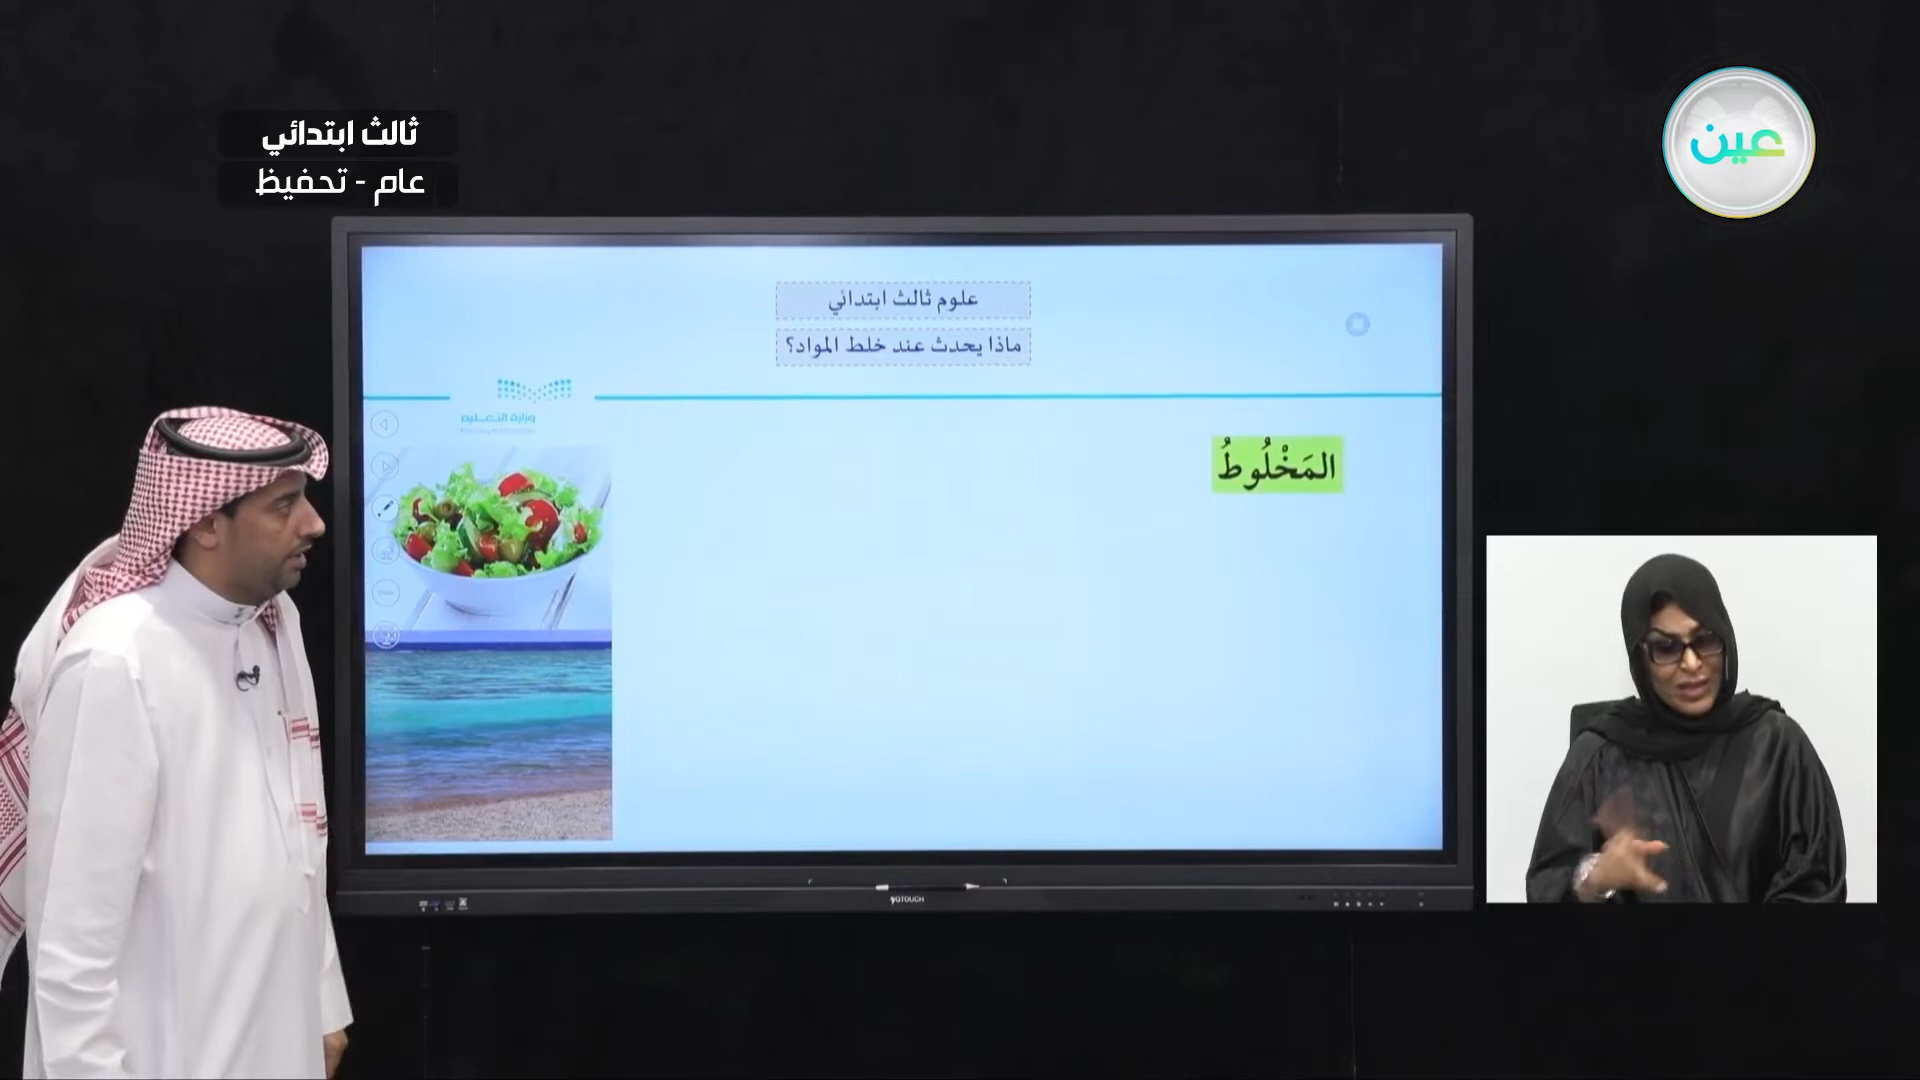 ثالث ابتدائي
عام - تحفيظ
عين
علوم ثالث ابتدائي
ماذا يحدث عند خلط المواد؟
وزارة التعليم
المَخْلُوطُ